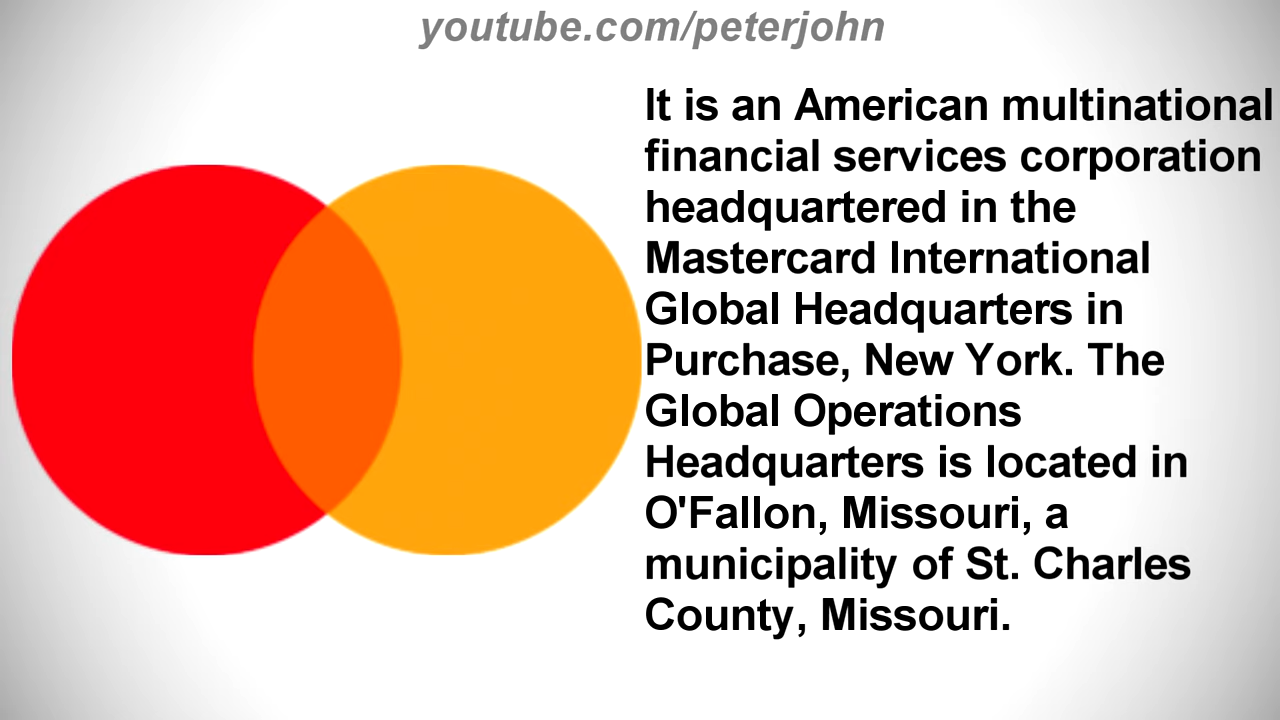 youtube.com/peterjohn
It is an American multinational
financial services corporation
headquartered in the
Mastercard International
Global Headquarters in
Purchase, New York. The
Global Operations
Headquarters is located in
O'Fallon, Missouri, a
municipality of St. Charles
County, Missouri.